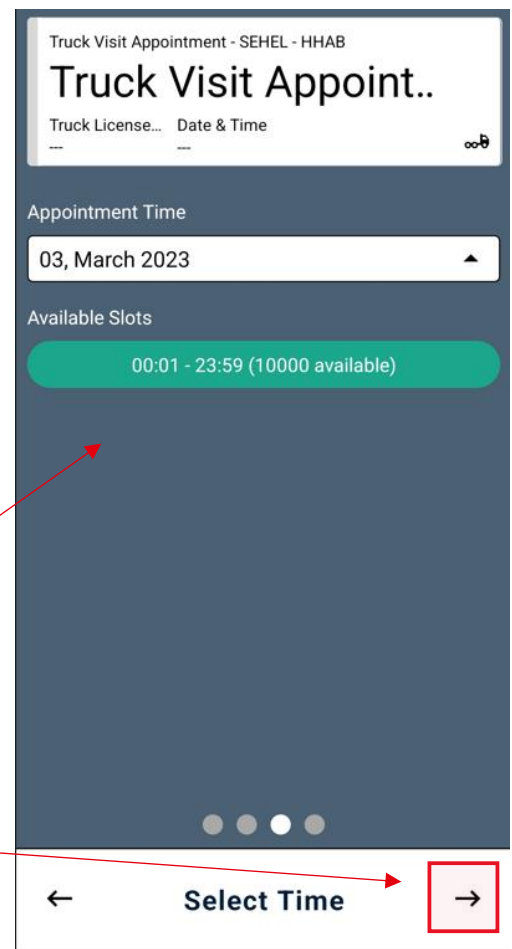 Truck Visit Appointment - SEHEL - HHAB
Truck Visit Appoint..
Truck License... Date & Time
--- ---
Appointment Time
03, March 2023
Available Slots
00:01 - 23:59 (10000 available)
Select Time